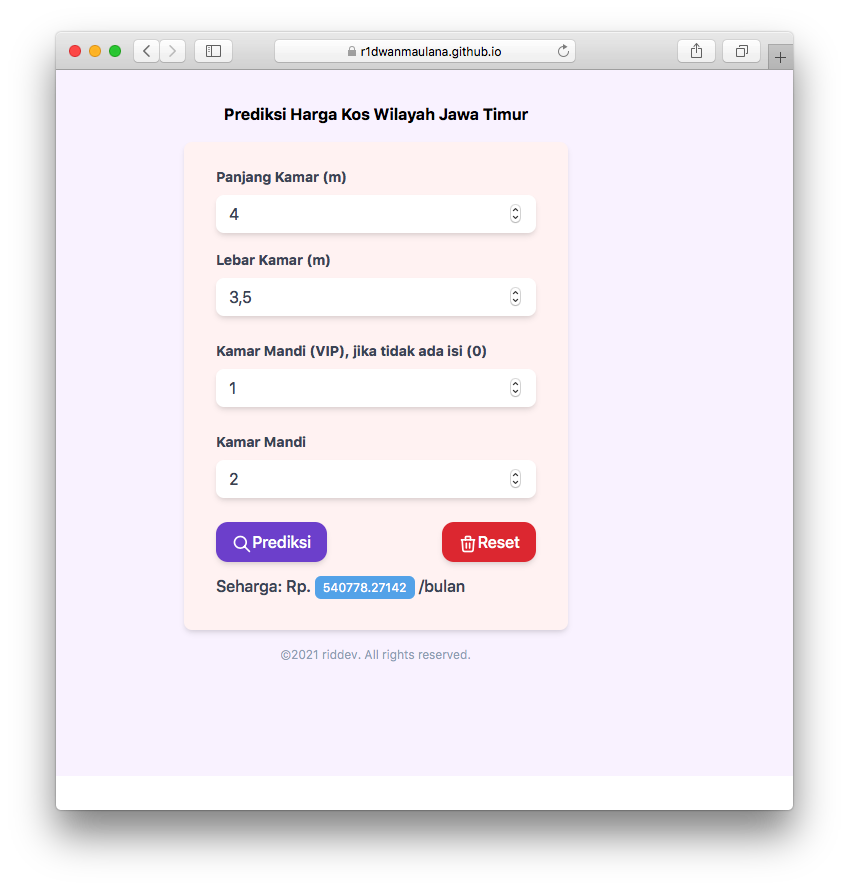 r1dwanmaulana.github.io
Prediksi Harga Kos Wilayah Jawa Timur
Panjang Kamar (m)
4
Lebar Kamar (m)
3,5
Kamar Mandi (VIP), jika tidak ada isi (0)
1
Kamar Mandi
2
Prediksi Reset
Seharga: Rp. 540778.27142 /bulan
©2021 riddev. All rights reserved.